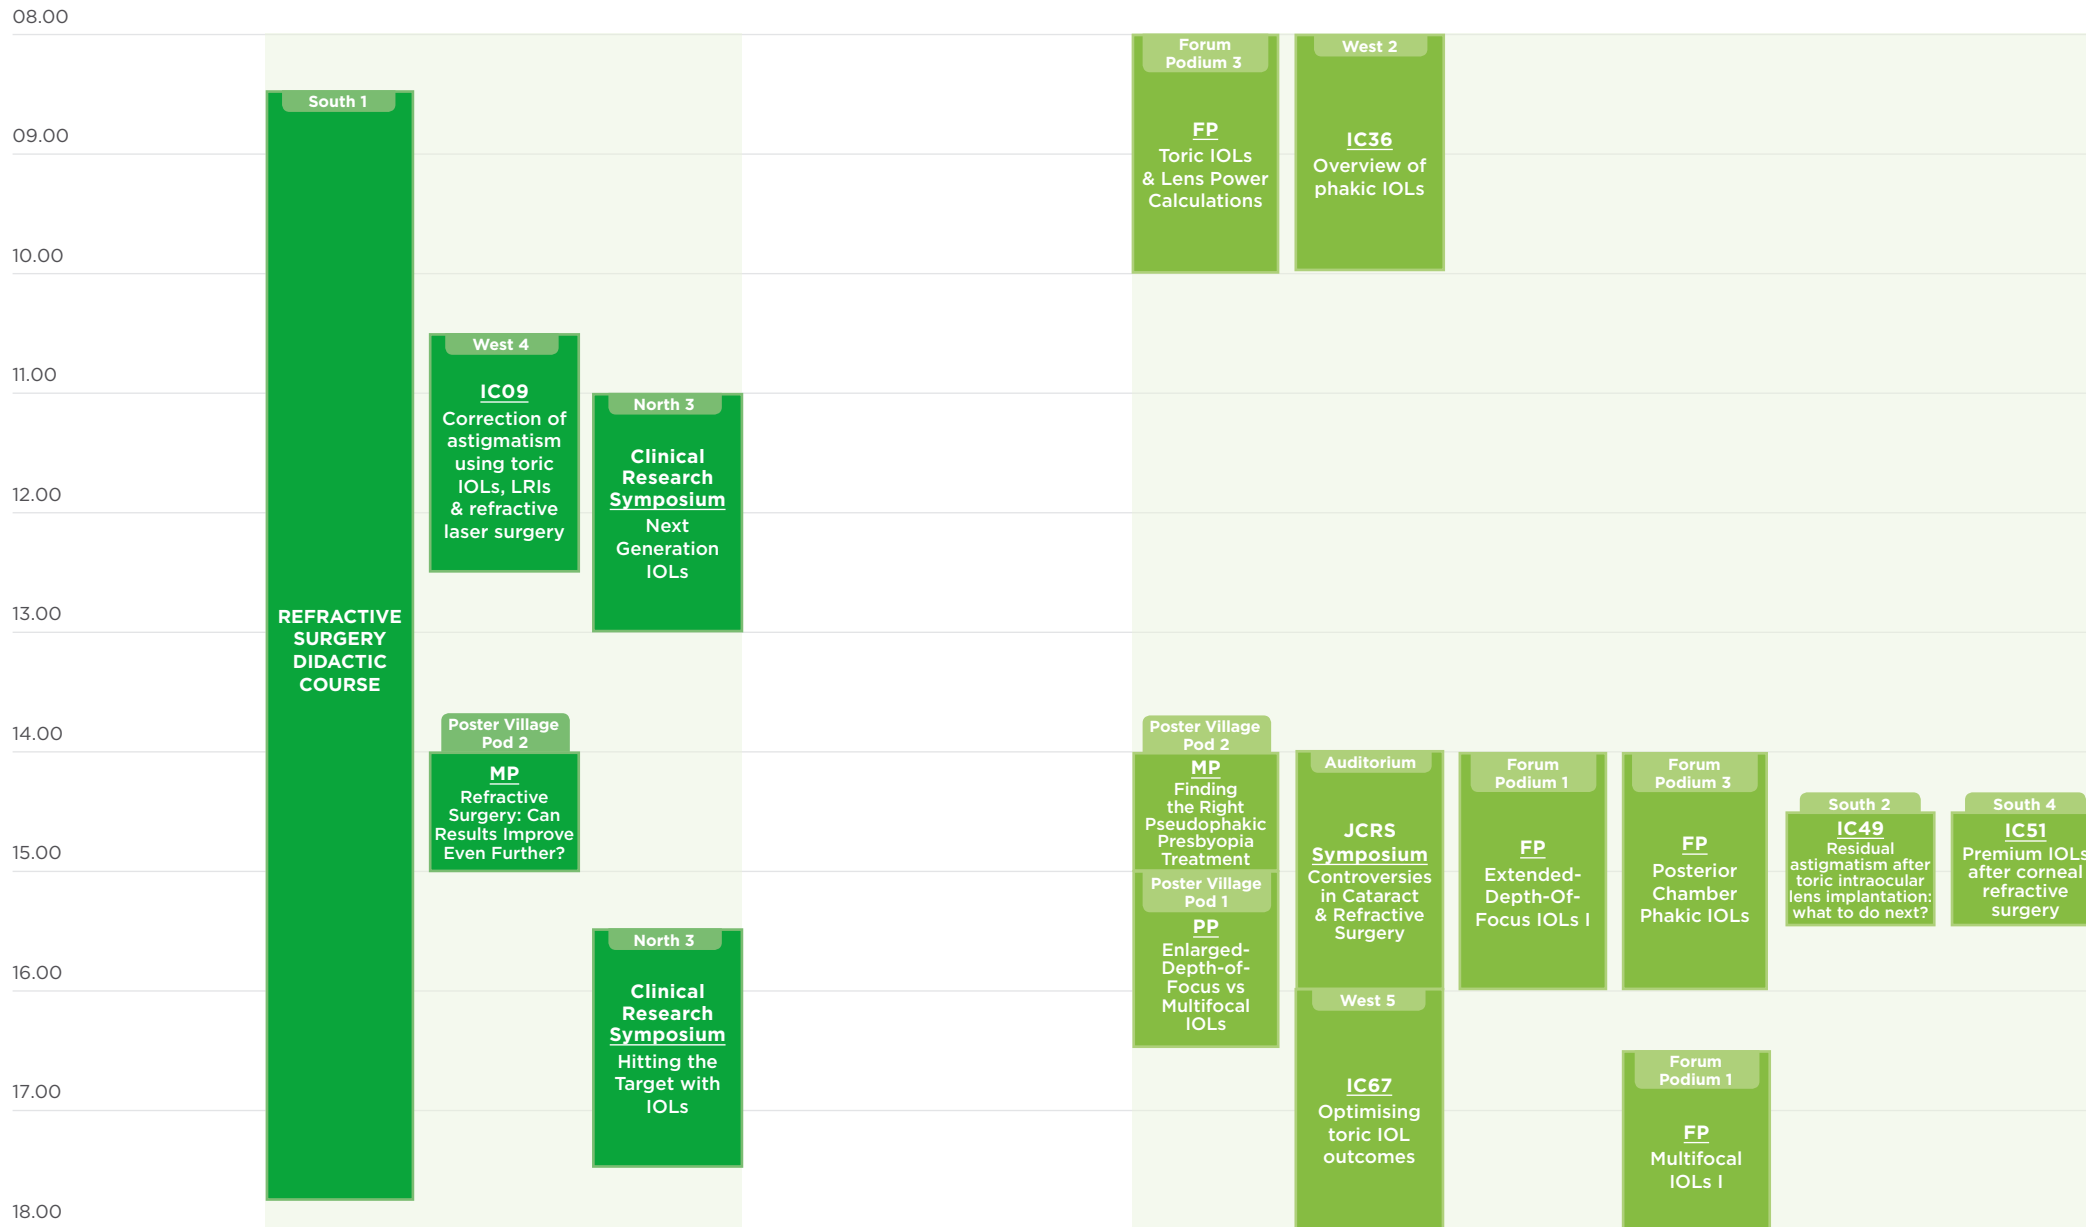 08.00
09.00
10.00
11.00
12.00
13.00
14.00
15.00
16.00
17.00
18.00
South 1
REFRACTIVE
SURGERY
DIDACTIC
COURSE
West 4
IC09
Correction of
astigmatism
using toric
IOLs, LRIs
& refractive
laser surgery
Poster Village
Pod 2
MP
Refractive
Surgery: Can
Results Improve
Even Further?
North 3
Clinical
Research
Symposium
Next
Generation
IOLs
North 3
Clinical
Research
Symposium
Hitting the
Target with
IOLs
Forum
Podium 3
FP
Toric IOLs
& Lens Power
Calculations
Poster Village
Pod 2
MP
Finding
the Right
Pseudophakic
Presbyopia
Treatment
Poster Village
Pod 1
PP
Enlarged-
Depth-of-
Focus vs
Multifocal
IOLs
West 2
IC36
Overview of
phakic IOLs
Auditorium
JCRS
Symposium
Controversies
in Cataract
& Refractive
Surgery
West 5
IC67
Optimising
toric IOL
outcomes
Forum
Podium 1
FP
Extended-
Depth-Of-
Focus IOLs I
Forum
Podium 3
FP
Posterior
Chamber
Phakic IOLs
Forum
Podium 1
FP
Multifocal
IOLs I
South 2
IC49
Residual
astigmatism after
toric intraocular
lens implantation:
what to do next?
South 4
IC51
Premium IOLs
after corneal
refractive
surgery